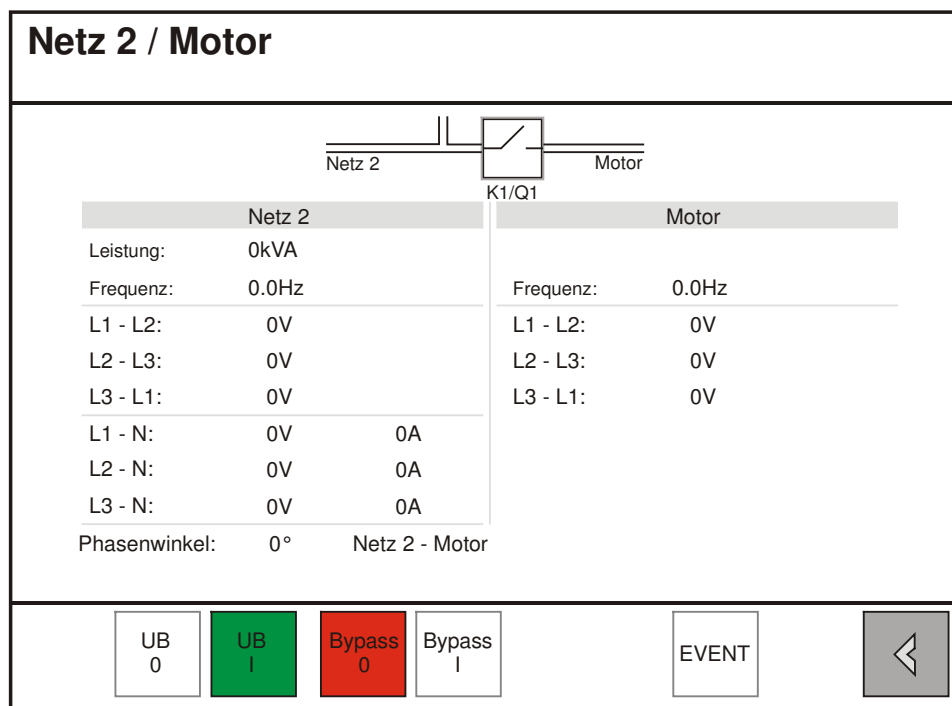 Netz 2 / Motor
Netz 2
Motor
K1/Q1
Netz 2 Motor
Leistung: 0kVA
Frequenz: 0.0Hz Frequenz: 0.0Hz
L1 - L2: 0V L1 - L2: 0V
L2 - L3: 0V L2 - L3: 0V
L3 - L1: 0V L3 - L1: 0V
L1 - N: 0V 0A
L2 - N: 0V 0A
L3 - N: 0V 0A
Phasenwinkel: 0° Netz 2 - Motor
UB UB Bypass Bypass
0 I 0 I
EVENT